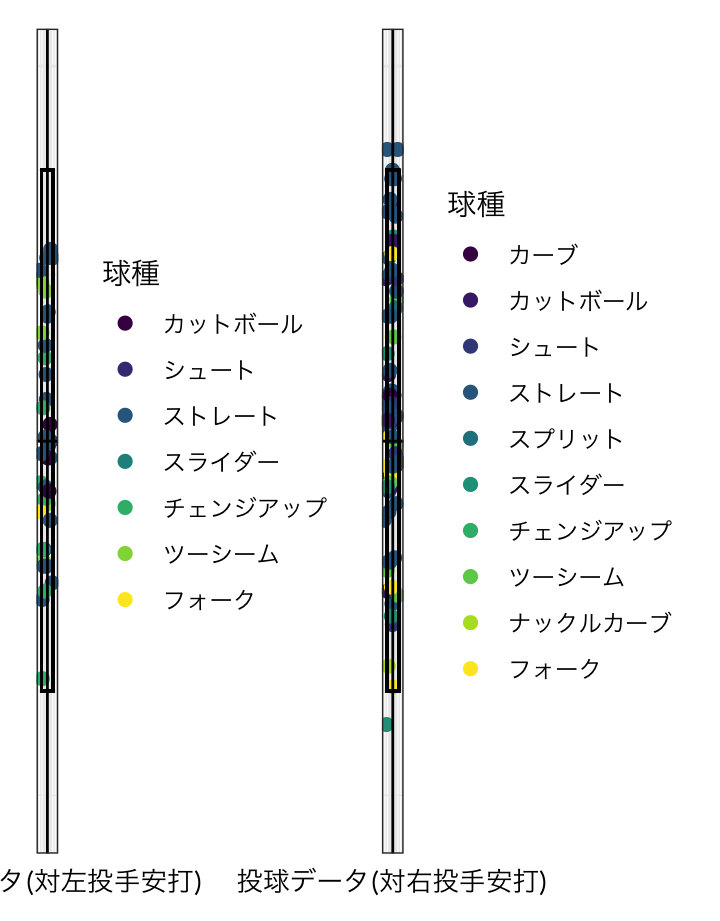 球種
カットボール
シュート
ストレート
スライダー
チェンジアップ
ツーシーム
フォーク
球種
カーブ
カットボール
シュート
ストレート
スプリット
スライダー
チェンジアップ
ツーシーム
ナックルカーブ
フォーク
タ(対左投手安打)
投球データ(対右投手安打)